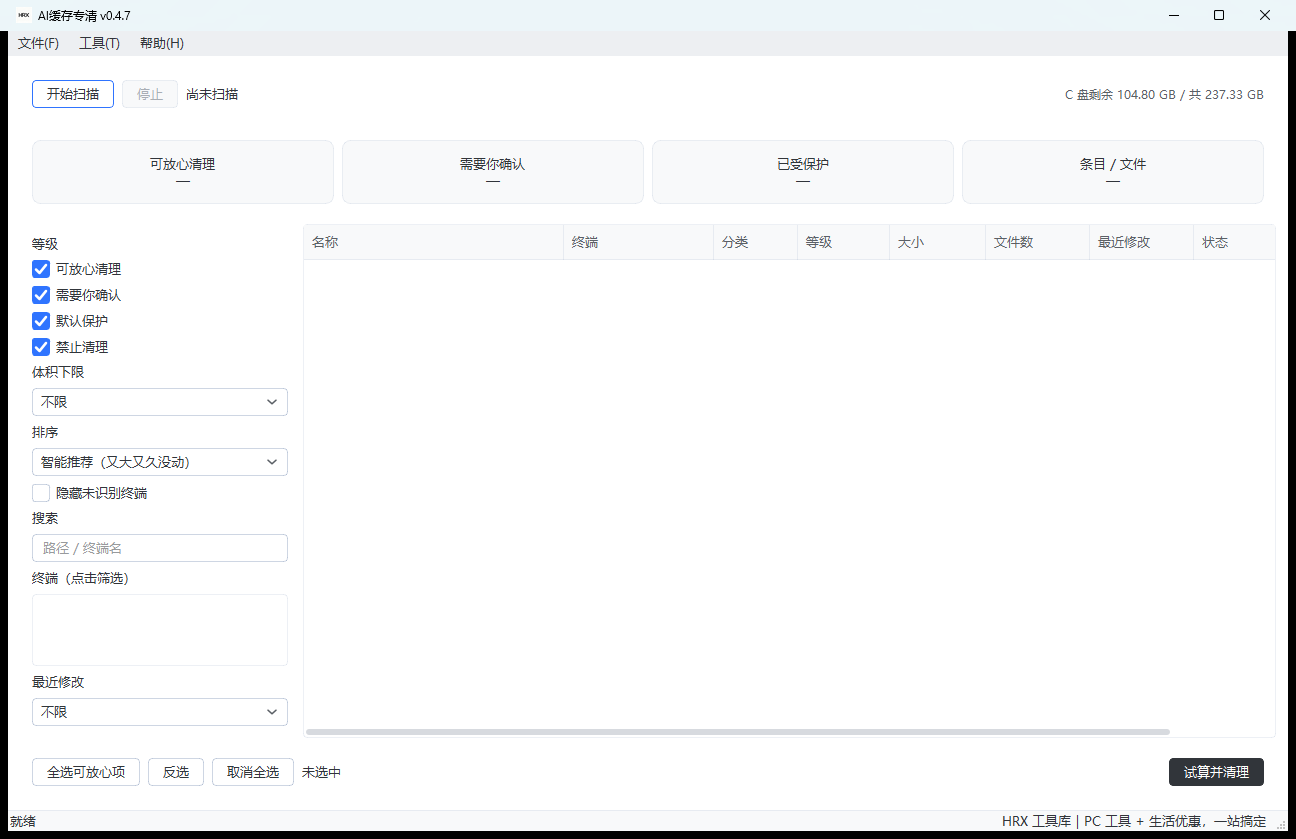 HRX AI缓存专清 v0.4.7
文件(F) 工具(T) 帮助(H)
开始扫描 停止 尚未扫描 C 盘剩余 104.80 GB / 共 237.33 GB
可放心清理 需要你确认 已受保护 条目 / 文件
— — — —
等级
可放心清理
需要你确认
默认保护
禁止清理
体积下限
不限
排序
智能推荐（又大又久没动）
隐藏未识别终端
搜索
路径 / 终端名
终端（点击筛选）
最近修改
不限
名称 终端 分类 等级 大小 文件数 最近修改 状态
全选可放心项 反选 取消全选 未选中 试算并清理
就绪 HRX 工具库 | PC 工具 + 生活优惠，一站搞定